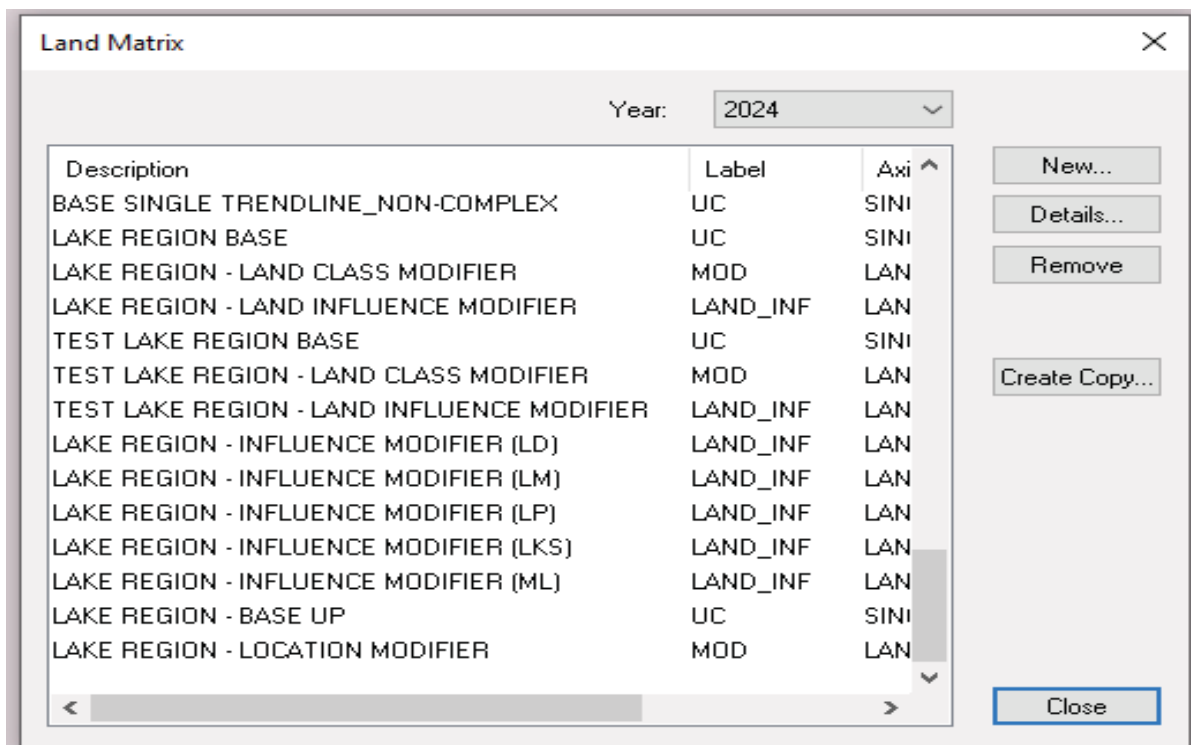 Land Matrix
Year: 2024
Description Label Axi
BASE SINGLE TRENDLINE_NON-COMPLEX UC SIN
LAKE REGION BASE UC SIN
LAKE REGION - LAND CLASS MODIFIER MOD LAN
LAKE REGION - LAND INFLUENCE MODIFIER LAND_INF LAN
TEST LAKE REGION BASE UC SIN
TEST LAKE REGION - LAND CLASS MODIFIER MOD LAN
TEST LAKE REGION - LAND INFLUENCE MODIFIER LAND_INF LAN
LAKE REGION - INFLUENCE MODIFIER (LD) LAND_INF LAN
LAKE REGION - INFLUENCE MODIFIER (LM) LAND_INF LAN
LAKE REGION - INFLUENCE MODIFIER (LP) LAND_INF LAN
LAKE REGION - INFLUENCE MODIFIER (LKS) LAND_INF LAN
LAKE REGION - INFLUENCE MODIFIER (ML) LAND_INF LAN
LAKE REGION - BASE UP UC SIN
LAKE REGION - LOCATION MODIFIER MOD LAN
New...
Details...
Remove
Create Copy...
Close